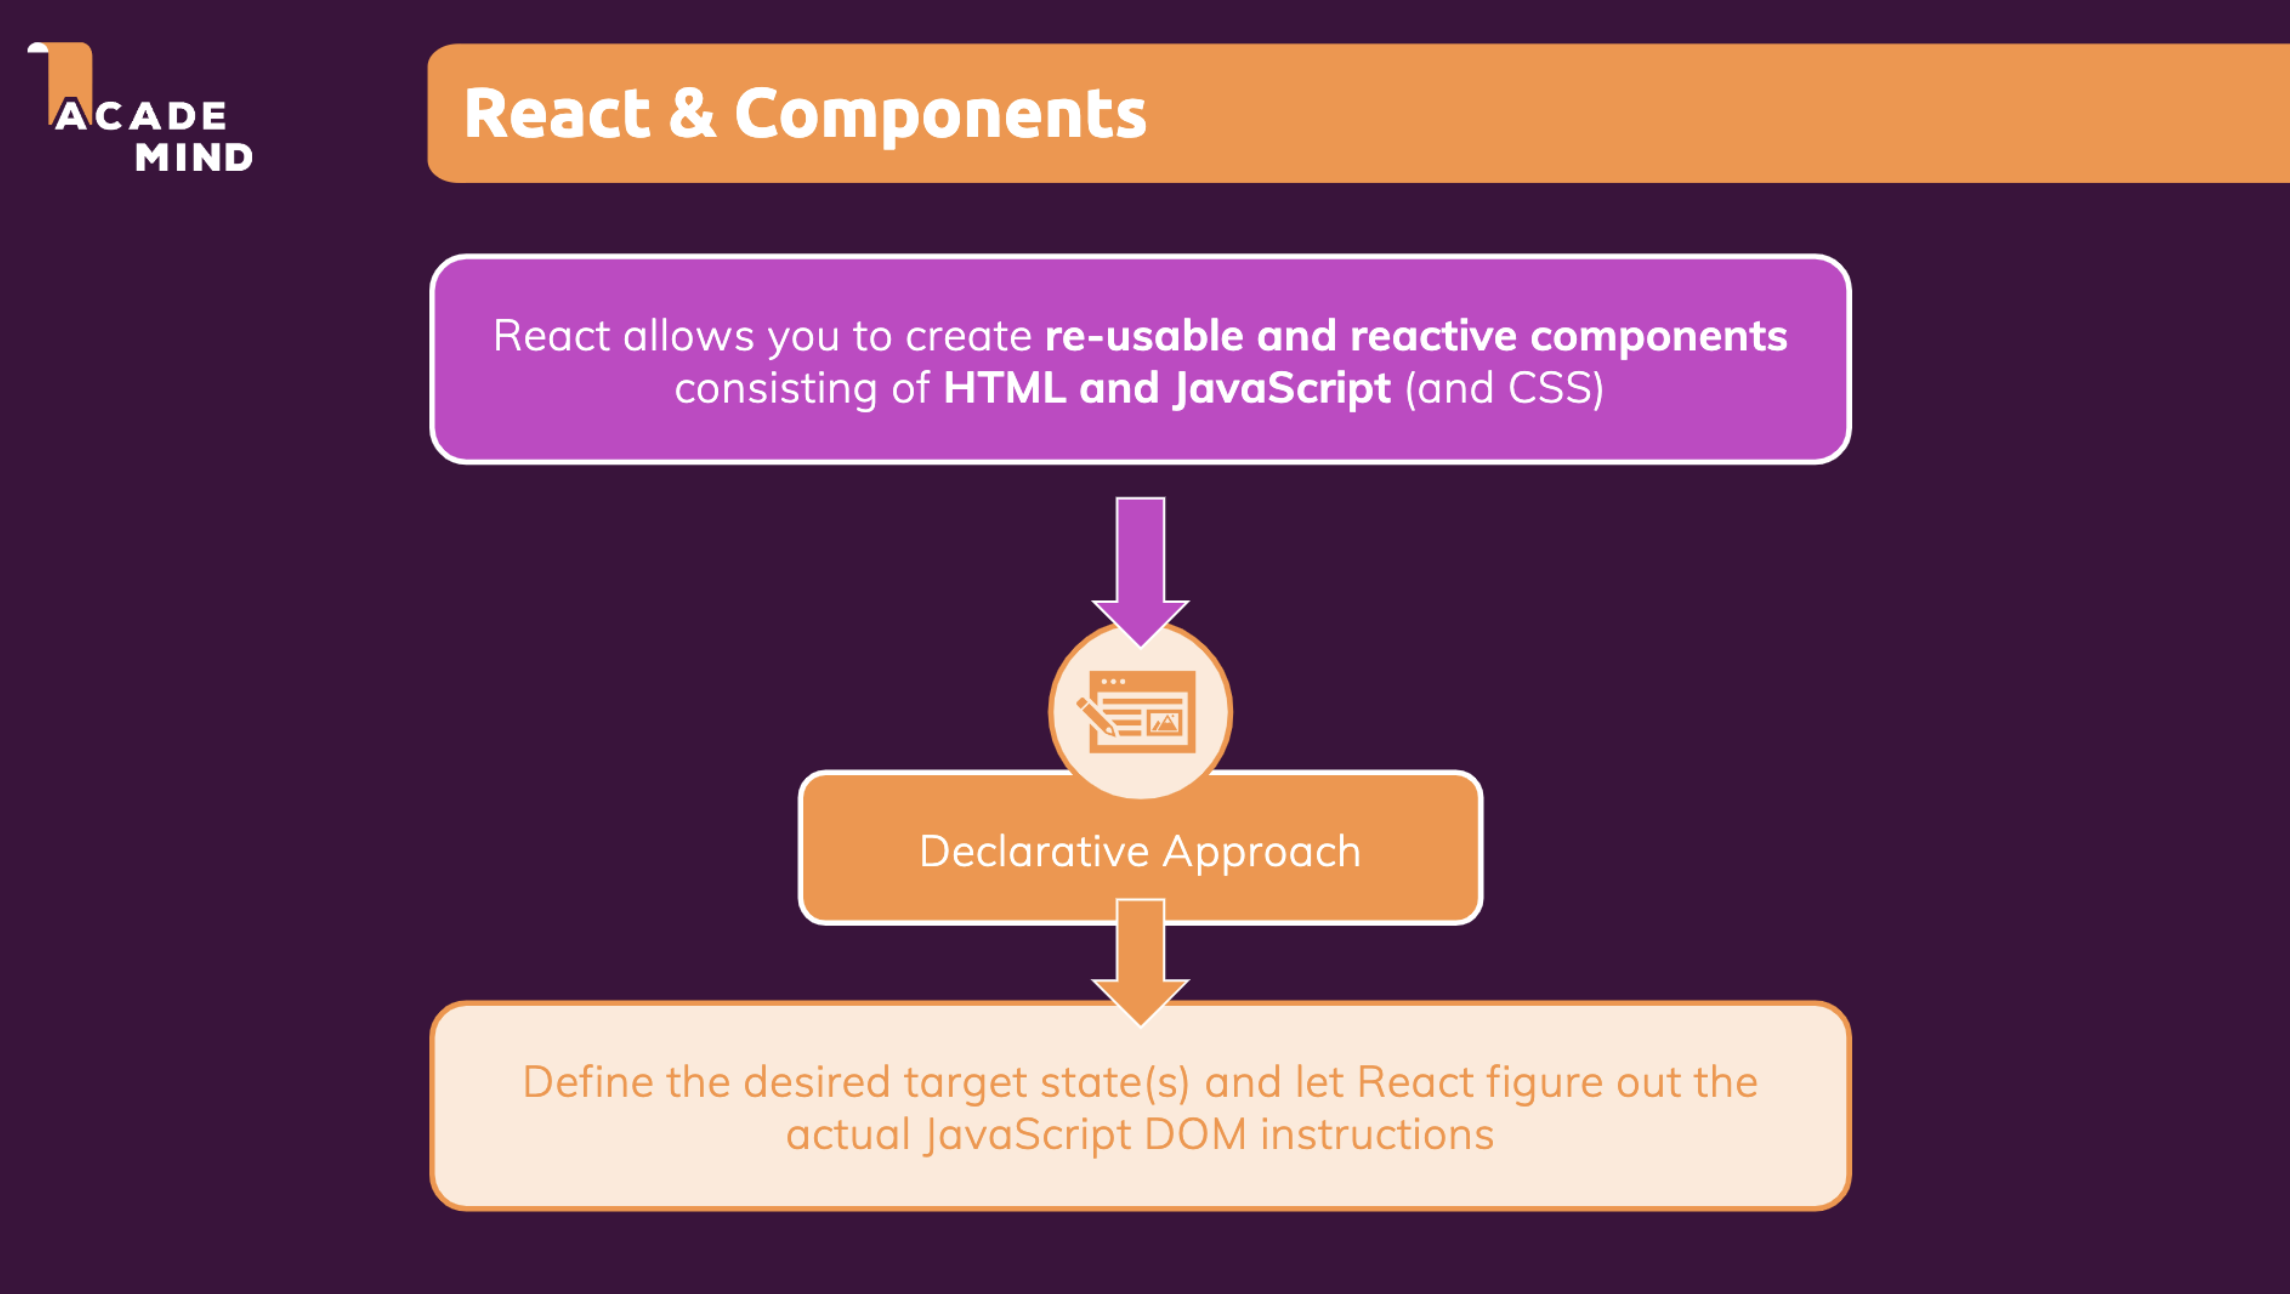 ACADE
MIND
React & Components
React allows you to create re-usable and reactive components
consisting of HTML and JavaScript (and CSS)
Declarative Approach
Define the desired target state(s) and let React figure out the
actual JavaScript DOM instructions